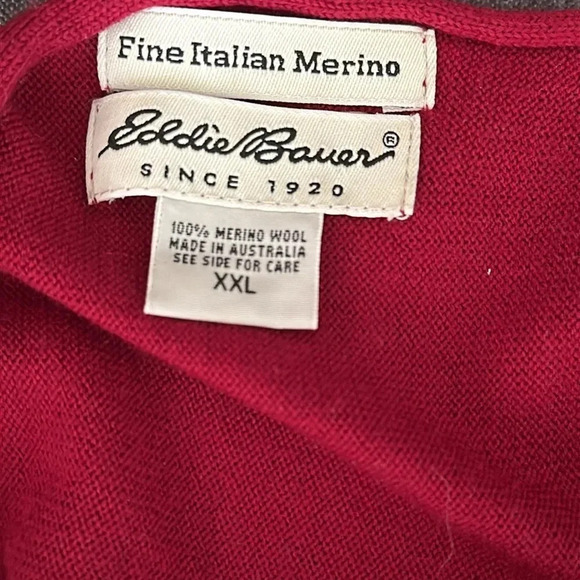 Fine Italian Merino
Eddie Bauer®
SINCE 1920
100% MERINO WOOL
MADE IN AUSTRALIA
SEE SIDE FOR CARE
XXL